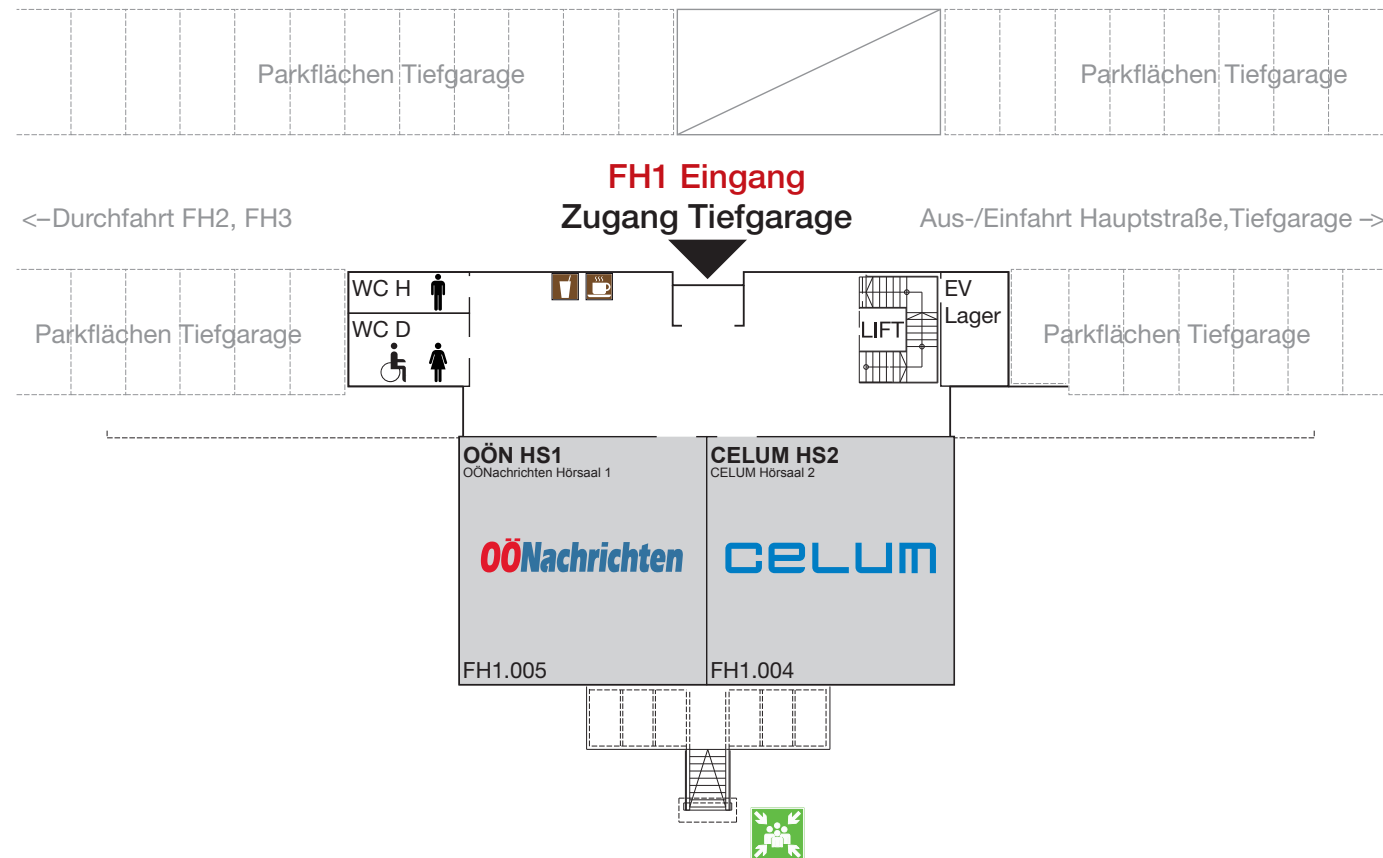 Parkflächen Tiefgarage
Parkflächen Tiefgarage
FH1 Eingang
Zugang Tiefgarage
<–Durchfahrt FH2, FH3
Aus-/Einfahrt Hauptstraße,Tiefgarage –>
WC H
WC D
Parkflächen Tiefgarage
LIFT
EV
Lager
Parkflächen Tiefgarage
OÖN HS1
OÖNachrichten Hörsaal 1
CELUM HS2
CELUM Hörsaal 2
OÖNachrichten
CELUM
FH1.005
FH1.004